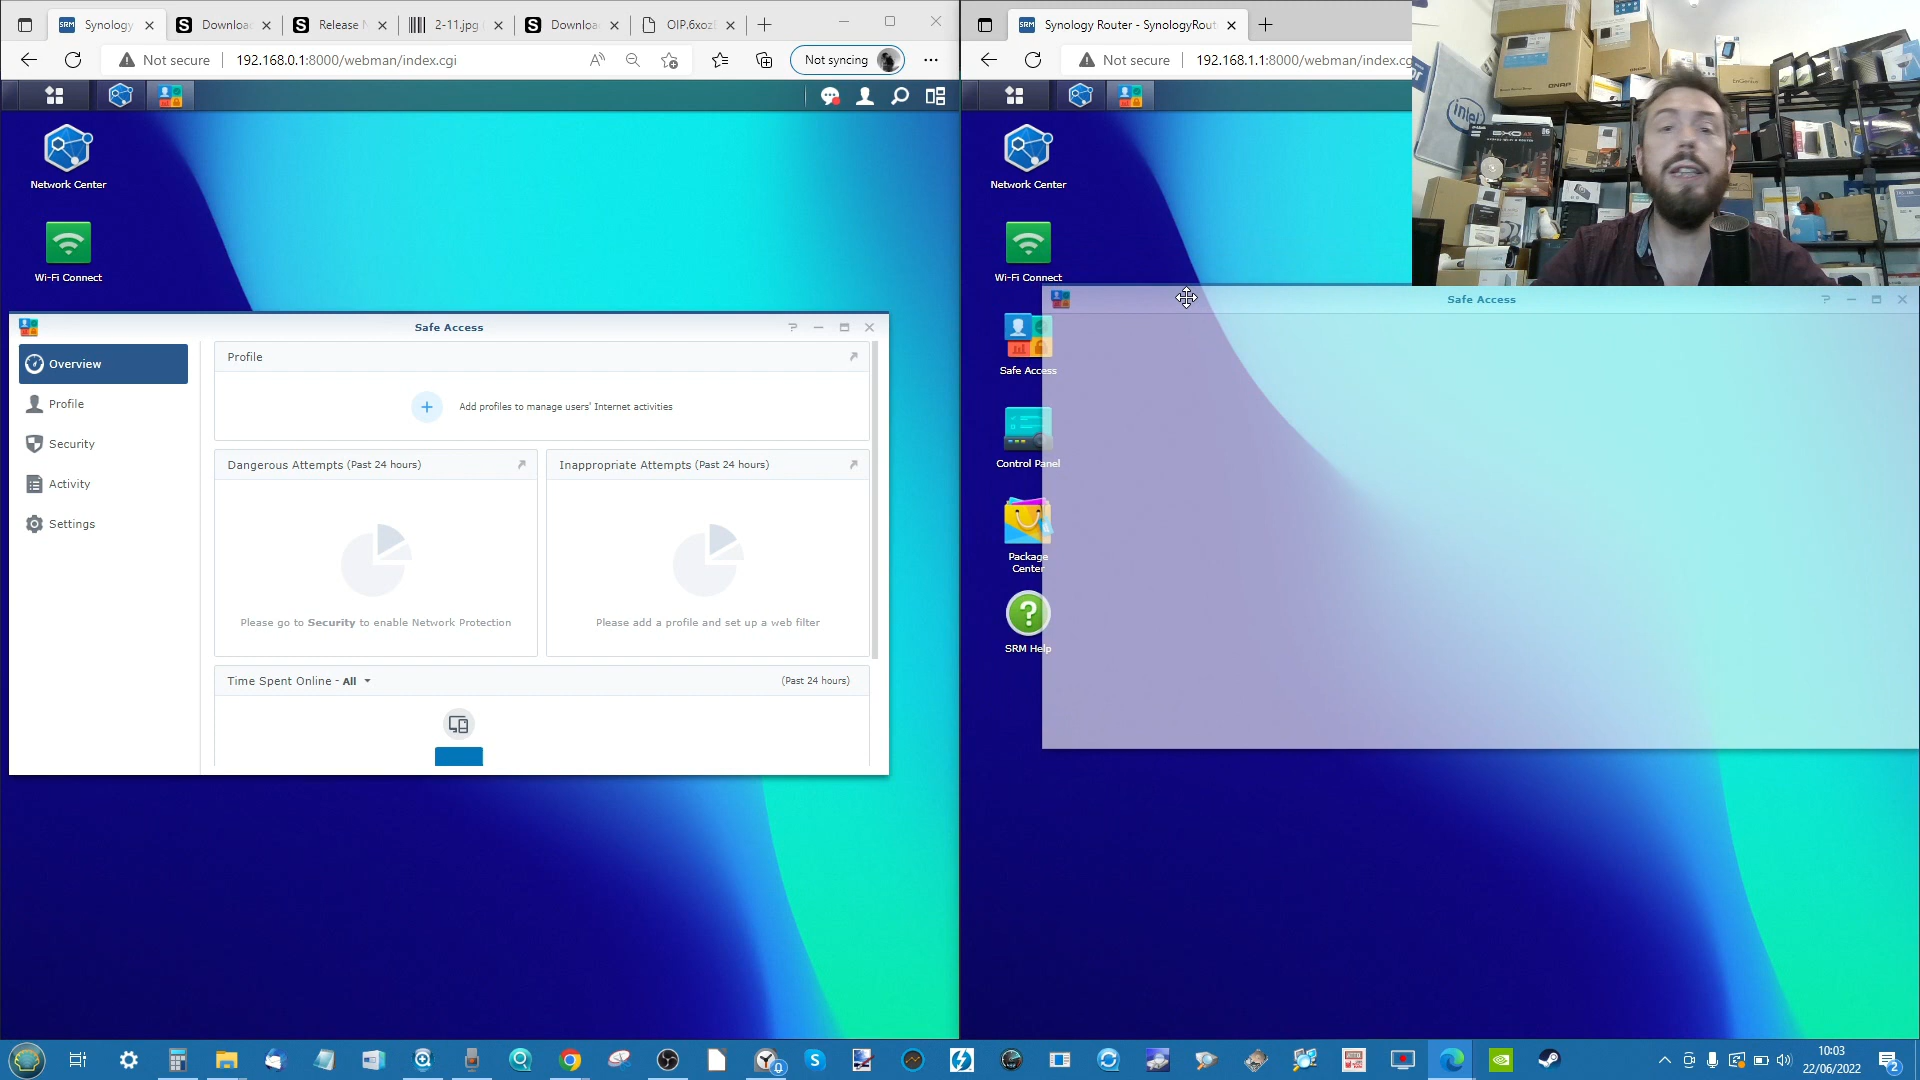 SRM Synology
S Downloa
S Release N
2-11.jpg
S Downloa
OIP.6xoz
Not secure 192.168.0.1:8000/webman/index.cgi
Not syncing
Network Center
Wi-Fi Connect
Safe Access
Overview
Profile
Security
Activity
Settings
Profile
Add profiles to manage users' Internet activities
Dangerous Attempts (Past 24 hours)
Please go to Security to enable Network Protection
Inappropriate Attempts (Past 24 hours)
Please add a profile and set up a web filter
Time Spent Online - All
(Past 24 hours)
SRM Synology Router - SynologyRout
Not secure 192.168.1.1:8000/webman/index.cg
Network Center
Wi-Fi Connect
Safe Access
Safe Access
Control Panel
Package
Center
SRM Help
intel
QNAP
10:03
22/06/2022
2